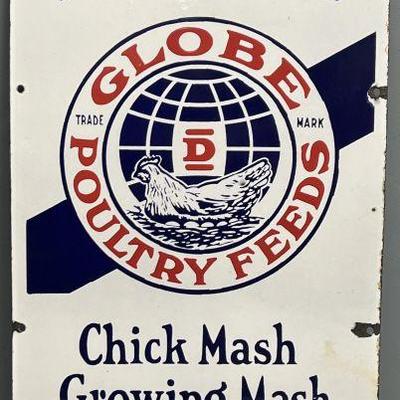 GLOBE
TRADE MARK
D
POULTRY FEEDS
Chick Mash
Growing Mash